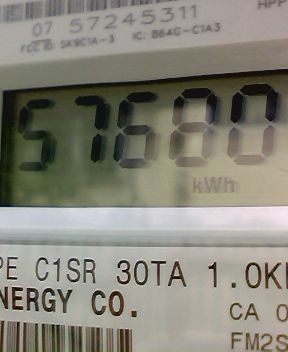 HPP
07 57245311
FCC ID: SK9C1A-3 IC: 864G-C1A3
57680
kWh
PE C1SR 30TA 1.0K
NERGY CO.
CA 0
FM2S